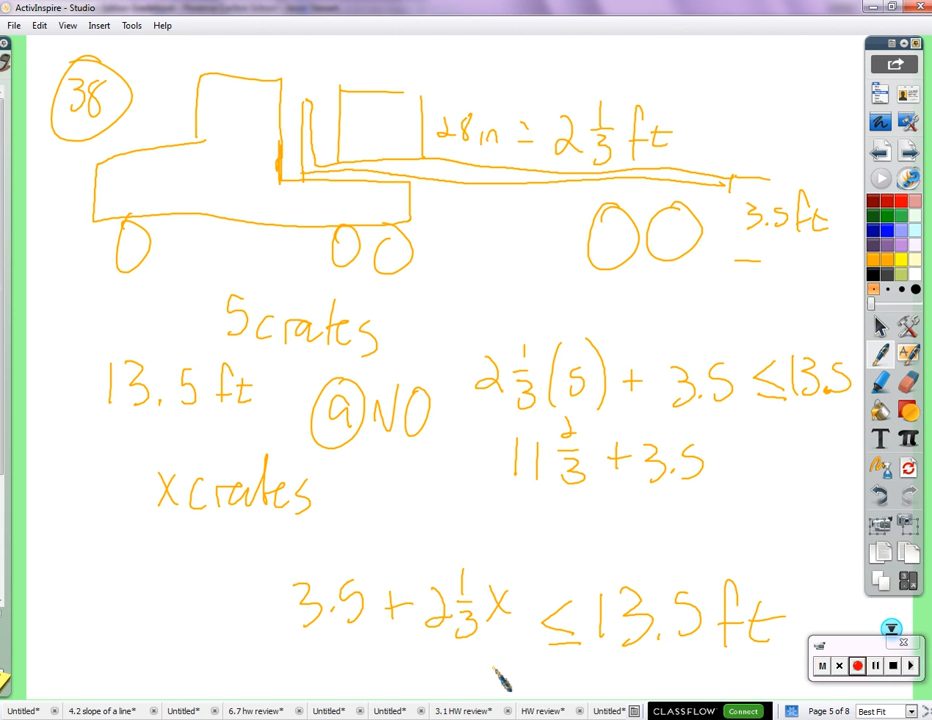 ActivInspire - Studio
File Edit View Insert Tools Help
38
28 in = 2 1/3 ft
3.5 ft
5 crates
13.5 ft
a NO
2 1/3 (5) + 3.5 ≤ 13.5
11 2/3 + 3.5
x crates
3.5 + 2 1/3 x ≤ 13.5 ft
M
Untitled* 4.2 slope of a line* Untitled* 6.7 hw review* Untitled* Untitled* 3.1 HW review* HW review* Untitled* CLASSFLOW Connect Page 5 of 8 Best Fit